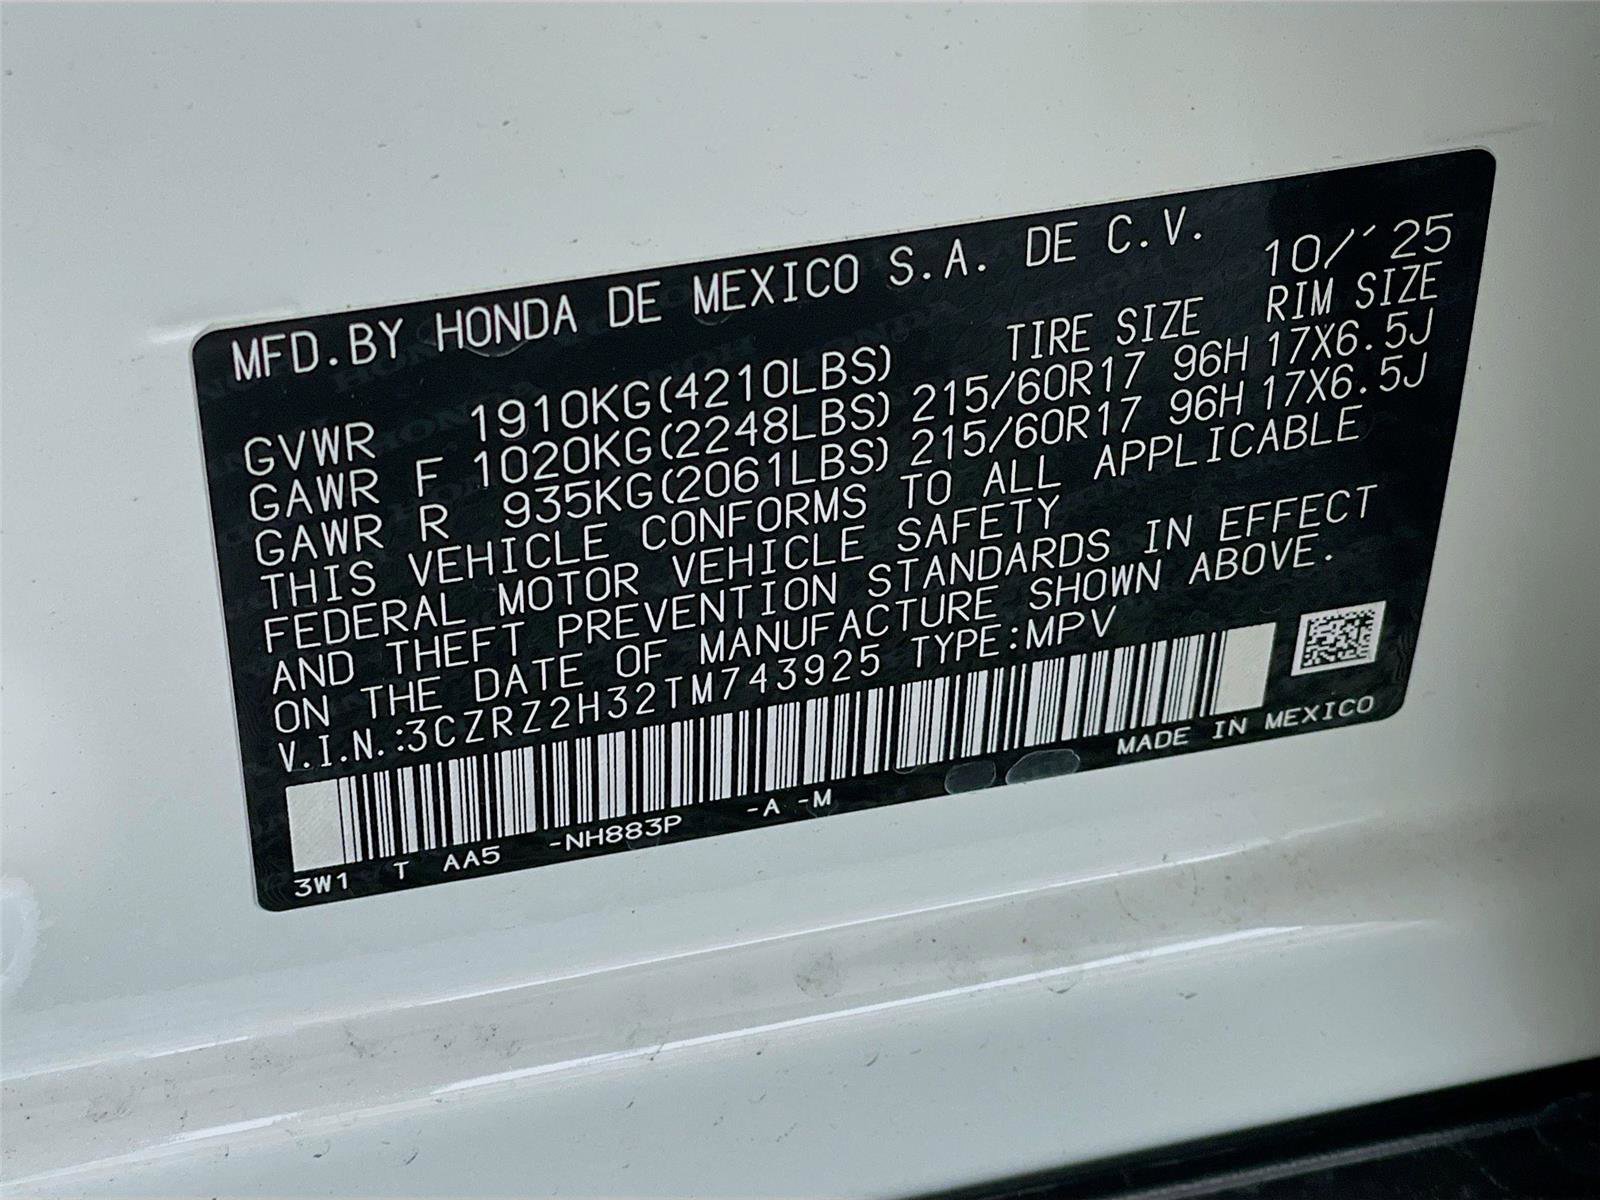 MFD.BY HONDA DE MEXICO S.A. DE C.V. 10/'25
TIRE SIZE RIM SIZE
GVWR 1910KG(4210LBS)
GAWR F 1020KG(2248LBS) 215/60R17 96H 17X6.5J
GAWR R 935KG(2061LBS) 215/60R17 96H 17X6.5J
THIS VEHICLE CONFORMS TO ALL APPLICABLE
FEDERAL MOTOR VEHICLE SAFETY
AND THEFT PREVENTION STANDARDS IN EFFECT
ON THE DATE OF MANUFACTURE SHOWN ABOVE.
V.I.N.:3CZRZ2H32TM743925 TYPE:MPV
MADE IN MEXICO
3W1 T AA5 -NH883P -A -M